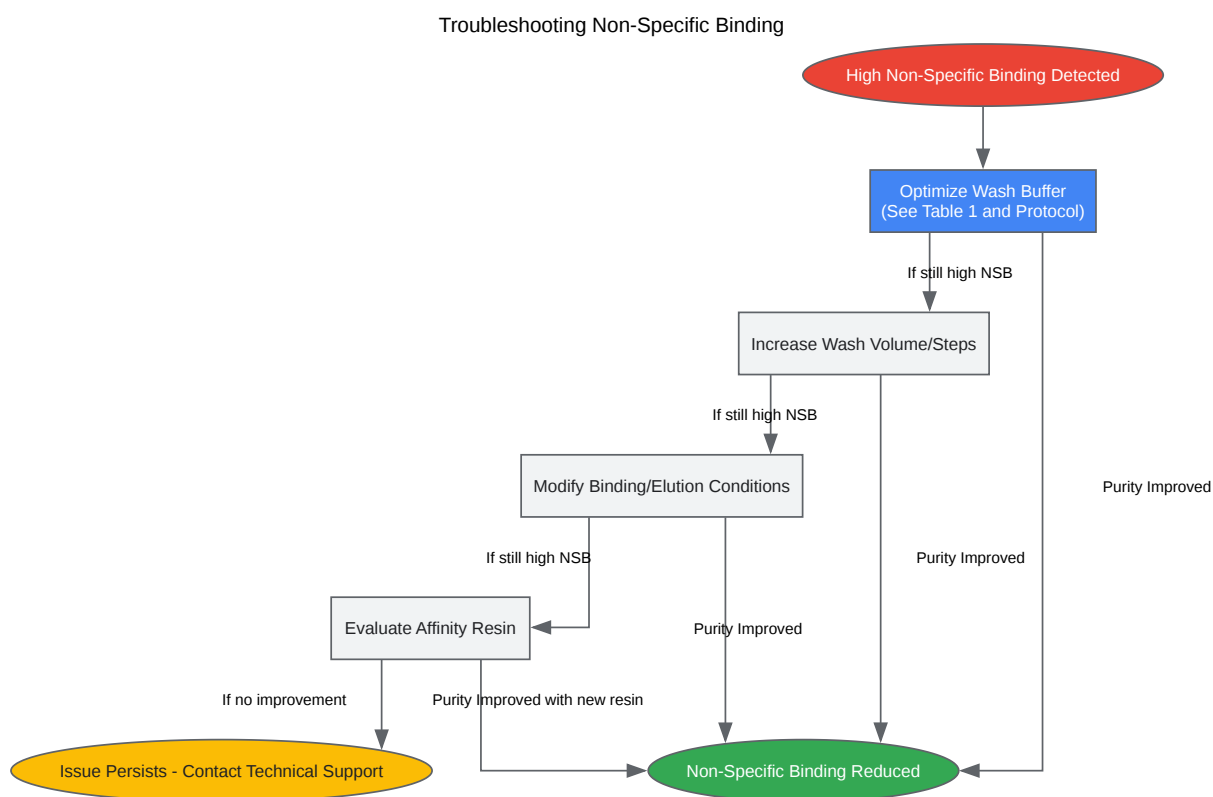 Troubleshooting Non-Specific Binding
High Non-Specific Binding Detected
Optimize Wash Buffer
(See Table 1 and Protocol)
If still high NSB
Increase Wash Volume/Steps
If still high NSB
Modify Binding/Elution Conditions
Purity Improved
If still high NSB
Purity Improved
Evaluate Affinity Resin
Purity Improved
If no improvement
Purity Improved with new resin
Issue Persists - Contact Technical Support
Non-Specific Binding Reduced